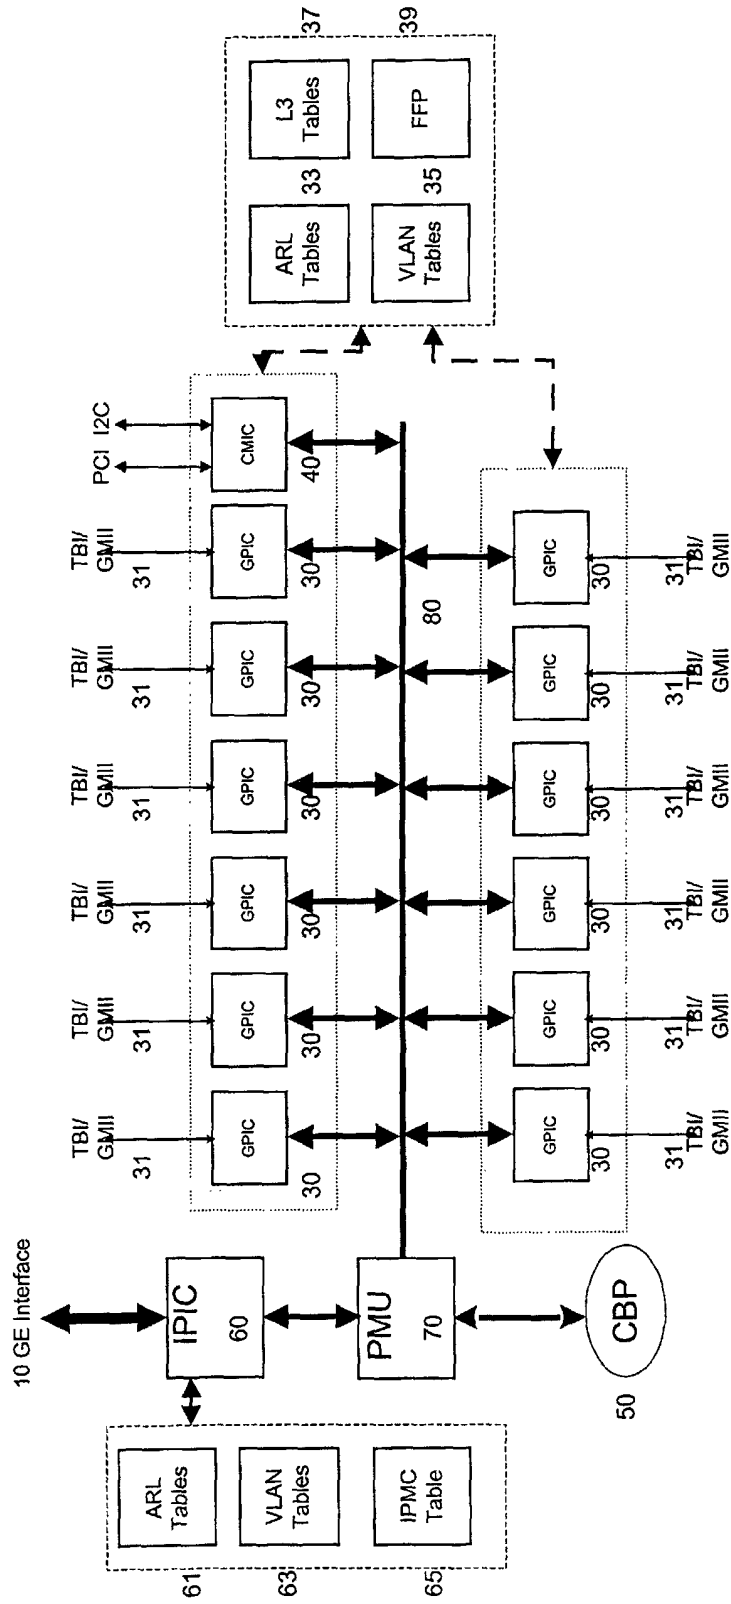 10 GE Interface
TBI/
GMII
31
TBI/
GMII
31
TBI/
GMII
31
TBI/
GMII
31
TBI/
GMII
31
TBI/
GMII
31
PCI
I2C
ARL
Tables
61
VLAN
Tables
63
IPMC
Table
65
IPIC
60
PMU
70
CBP
50
GPIC
30
GPIC
30
GPIC
30
GPIC
30
GPIC
30
GPIC
30
CMIC
40
80
ARL
Tables
33
L3
Tables
37
VLAN
Tables
35
FFP
39
GPIC
30
GPIC
30
GPIC
30
GPIC
30
GPIC
30
GPIC
30
31
TBI/
GMII
31
TBI/
GMII
31
TBI/
GMII
31
TBI/
GMII
31
TBI/
GMII
31
TBI/
GMII